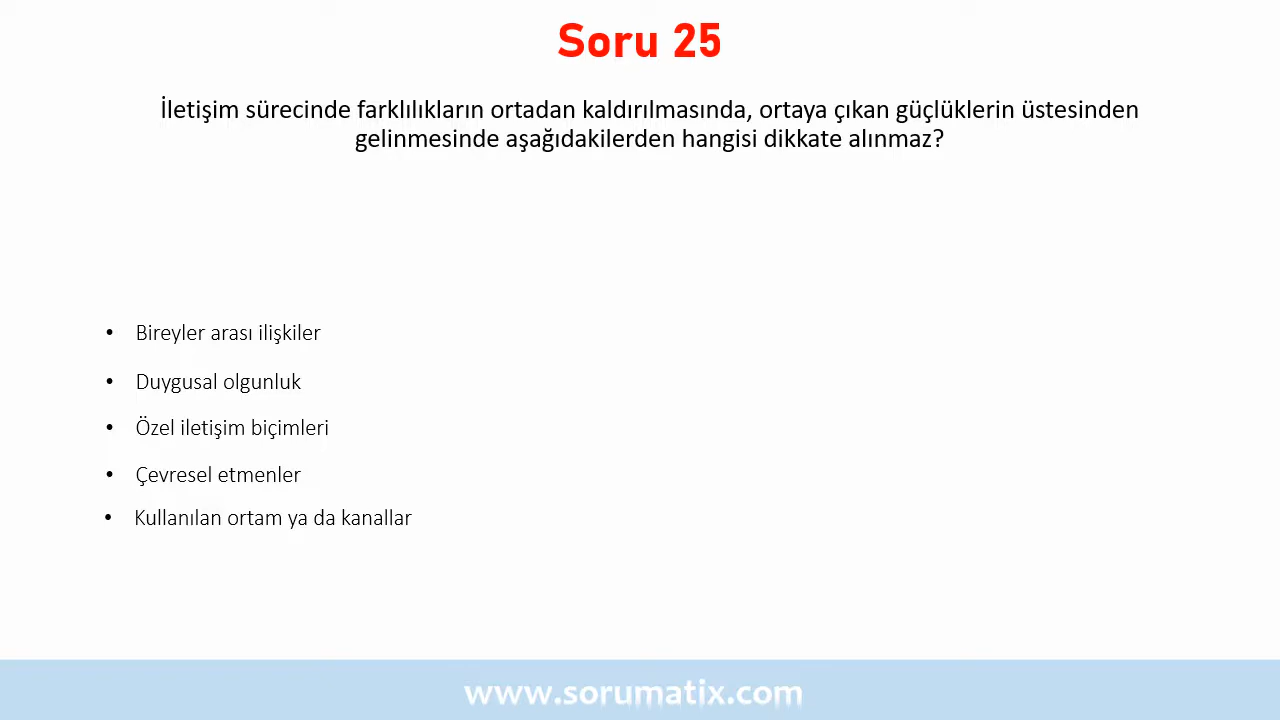 Soru 25
İletişim sürecinde farklılıkların ortadan kaldırılmasında, ortaya çıkan güçlüklerin üstesinden
gelinmesinde aşağıdakilerden hangisi dikkate alınmaz?
• Bireyler arası ilişkiler
• Duygusal olgunluk
• Özel iletişim biçimleri
• Çevresel etmenler
• Kullanılan ortam ya da kanallar
www.sorumatix.com